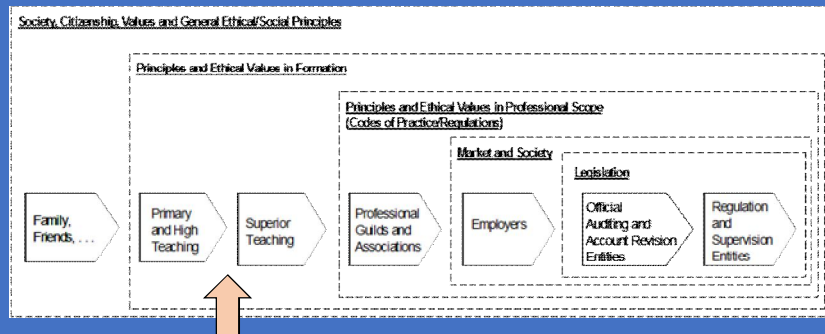 Society, Citizenship, Values and General Ethical/Social Principles
Principles and Ethical Values in Formation
Principles and Ethical Values in Professional Scope
(Codes of Practice/Regulations)
Market and Society
Legislation
Family,
Friends, . . .
Primary
and High
Teaching
Superior
Teaching
Professional
Guilds and
Associations
Employers
Official
Auditing and
Account Revision
Entities
Regulation
and
Supervision
Entities